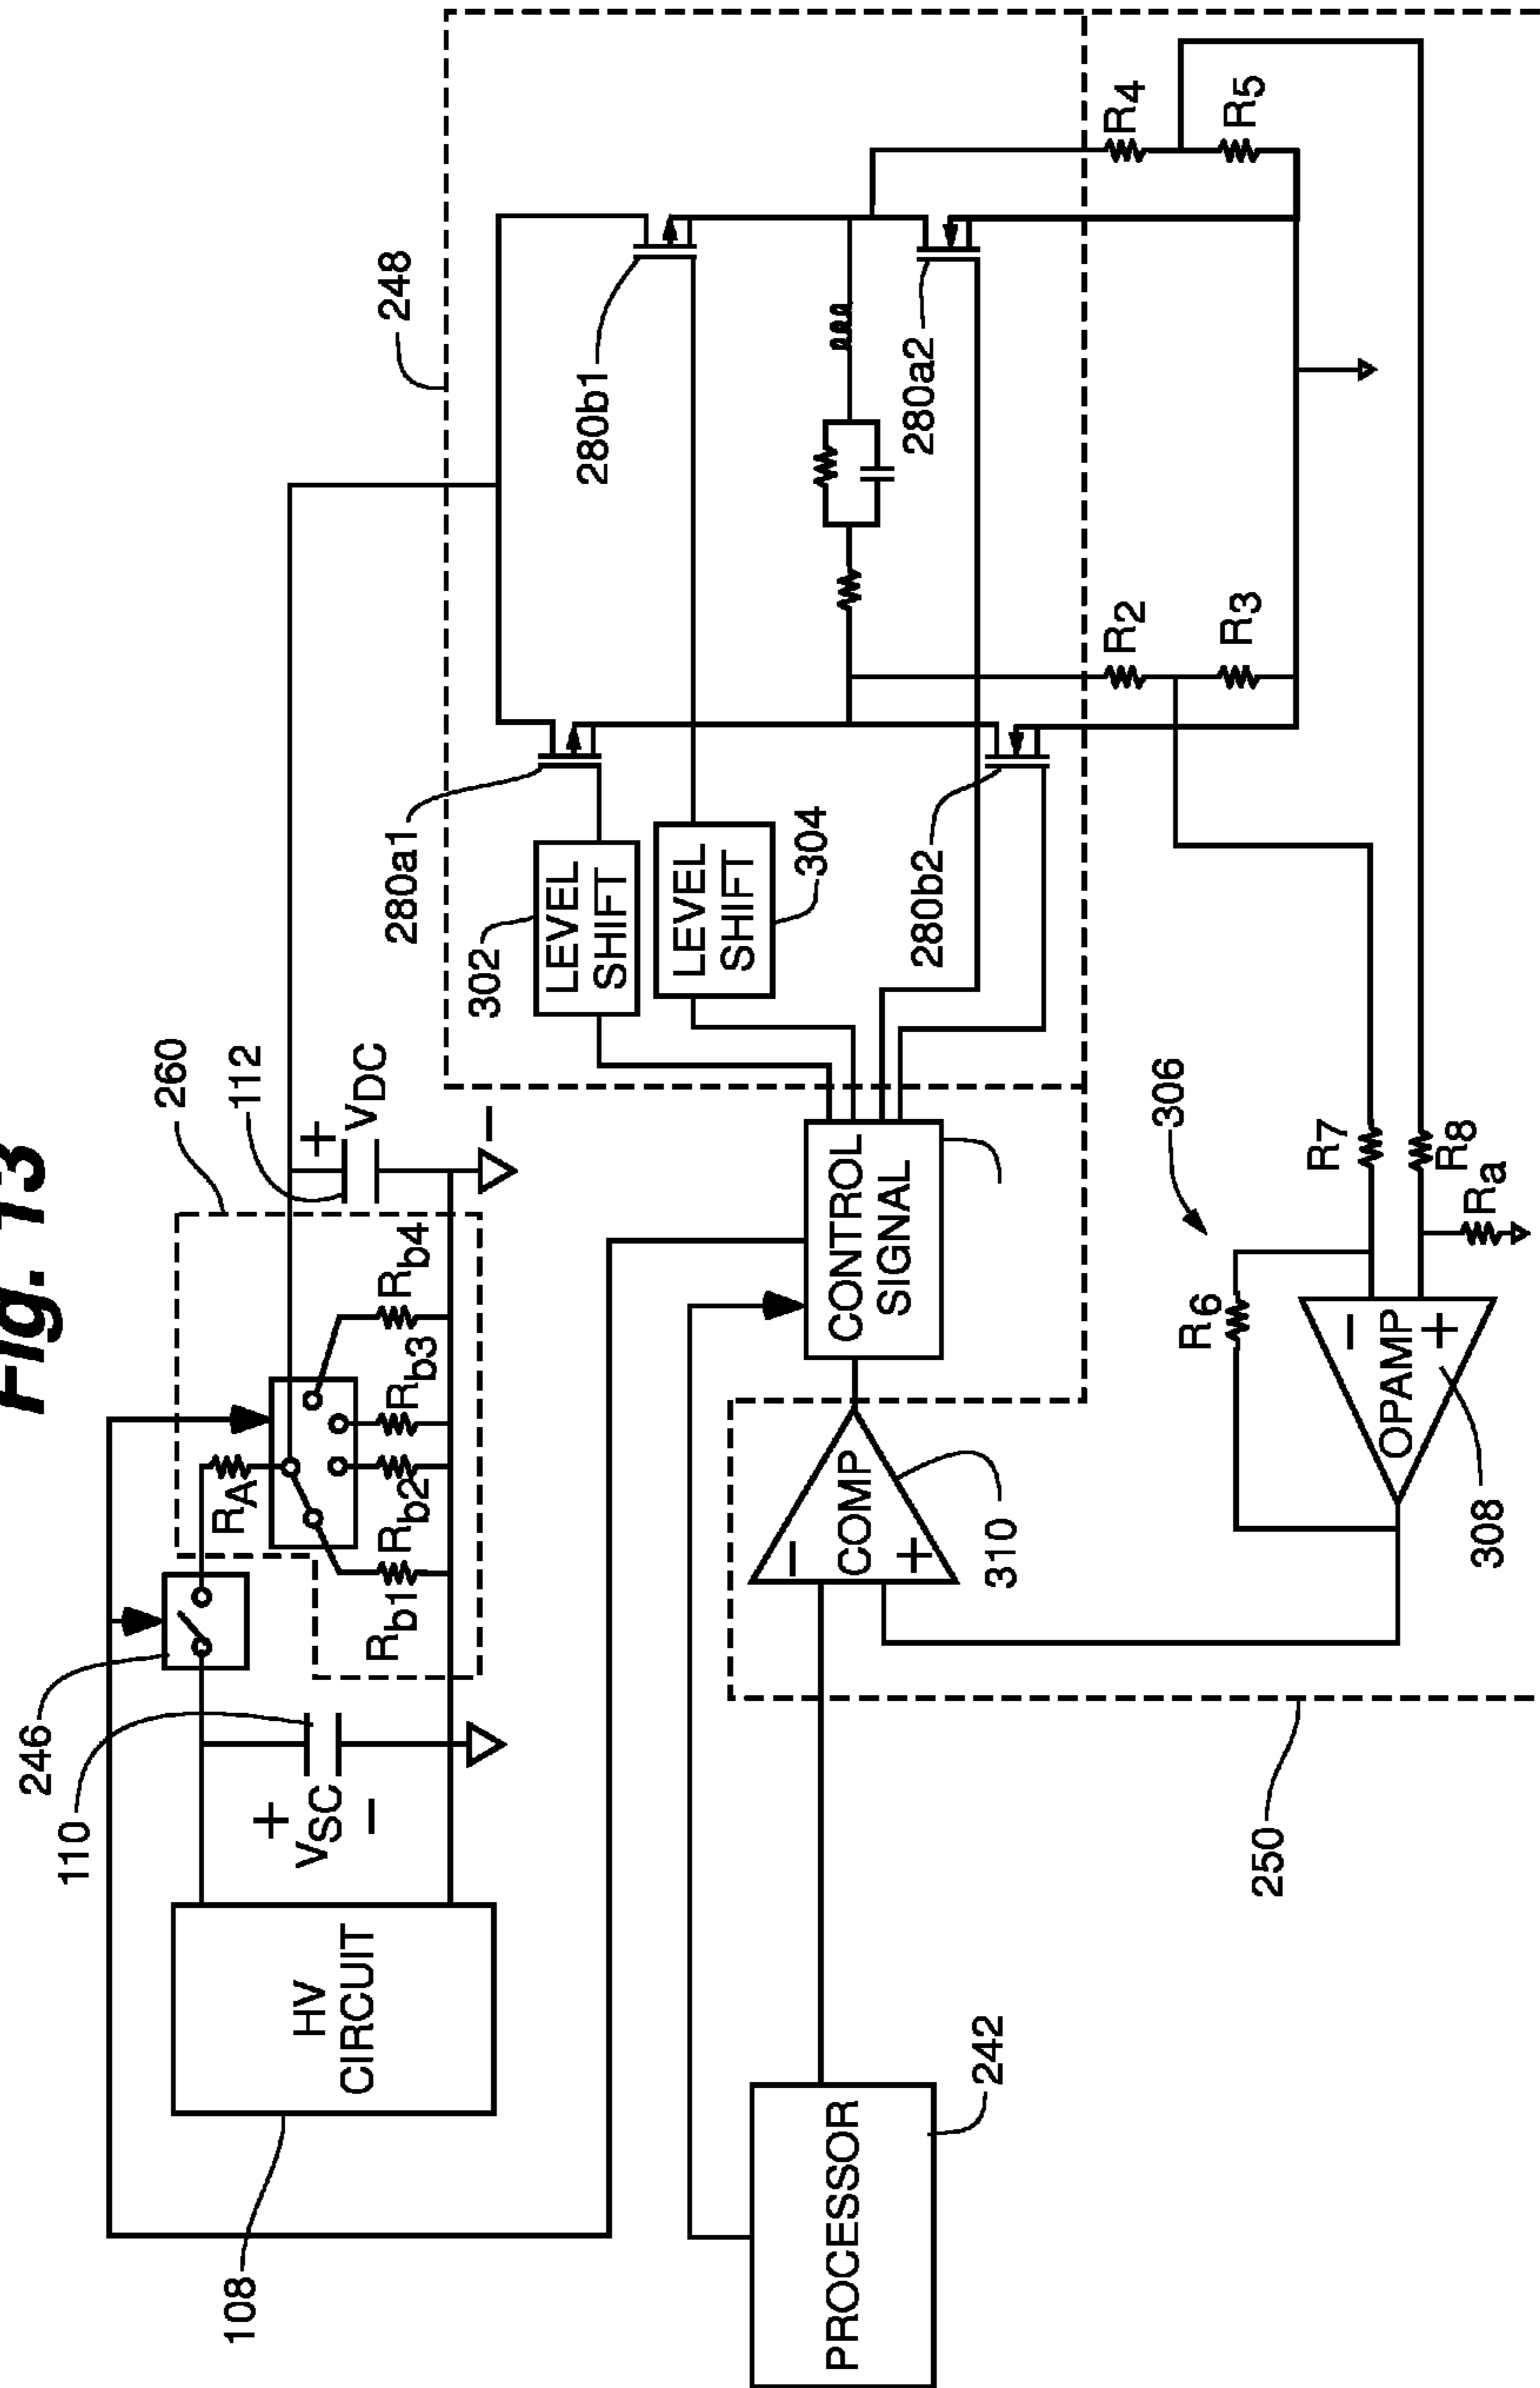 Fig. 13
246
110
260
112
+
VSC
−
+
VDC
−
RA
Rb1
Rb2
Rb3
Rb4
HV
CIRCUIT
108
248
280a1
280b1
302
LEVEL
SHIFT
LEVEL
SHIFT
304
280b2
280a2
CONTROL
SIGNAL
−
COMP
+
310
PROCESSOR
242
R2
R3
R4
R5
306
R6
R7
R8
Ra
−
OPAMP
+
308
250